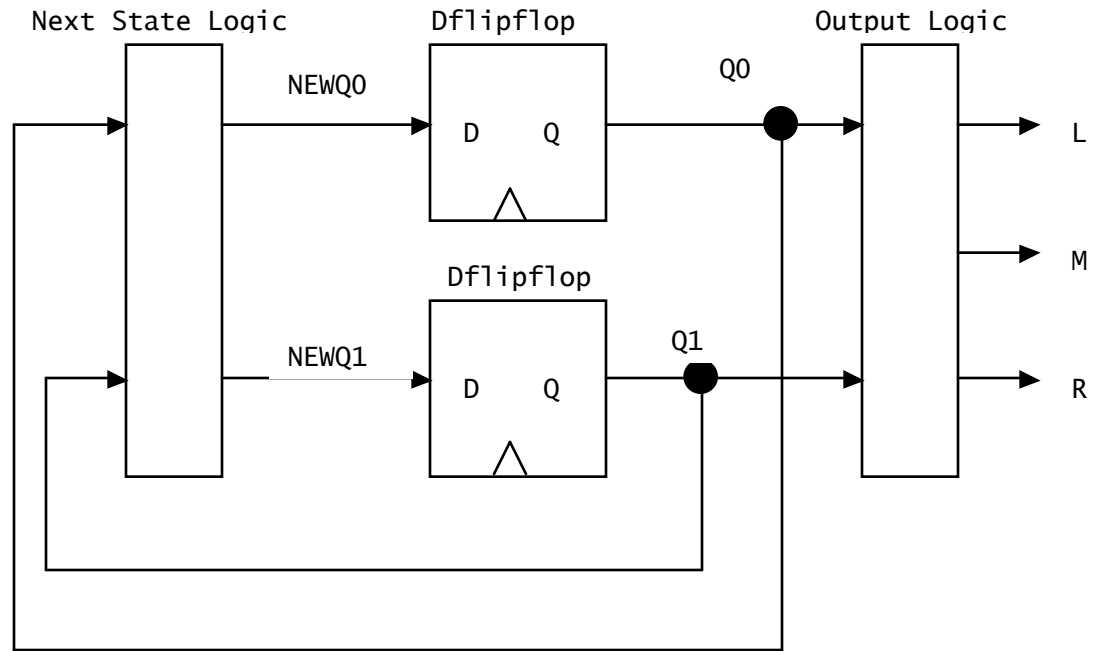 Next State Logic
Dflipflop
Output Logic
NEWQ0
Q0
D Q
L
M
Dflipflop
NEWQ1
Q1
D Q
R